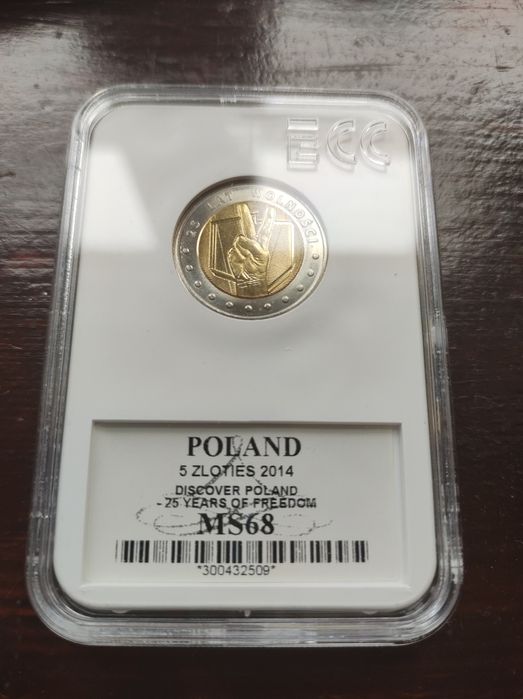 ECC
25 LAT WOLNOŚCI
POLAND
5 ZLOTIES 2014
DISCOVER POLAND
- 25 YEARS OF FREEDOM
MS68
*300432509*